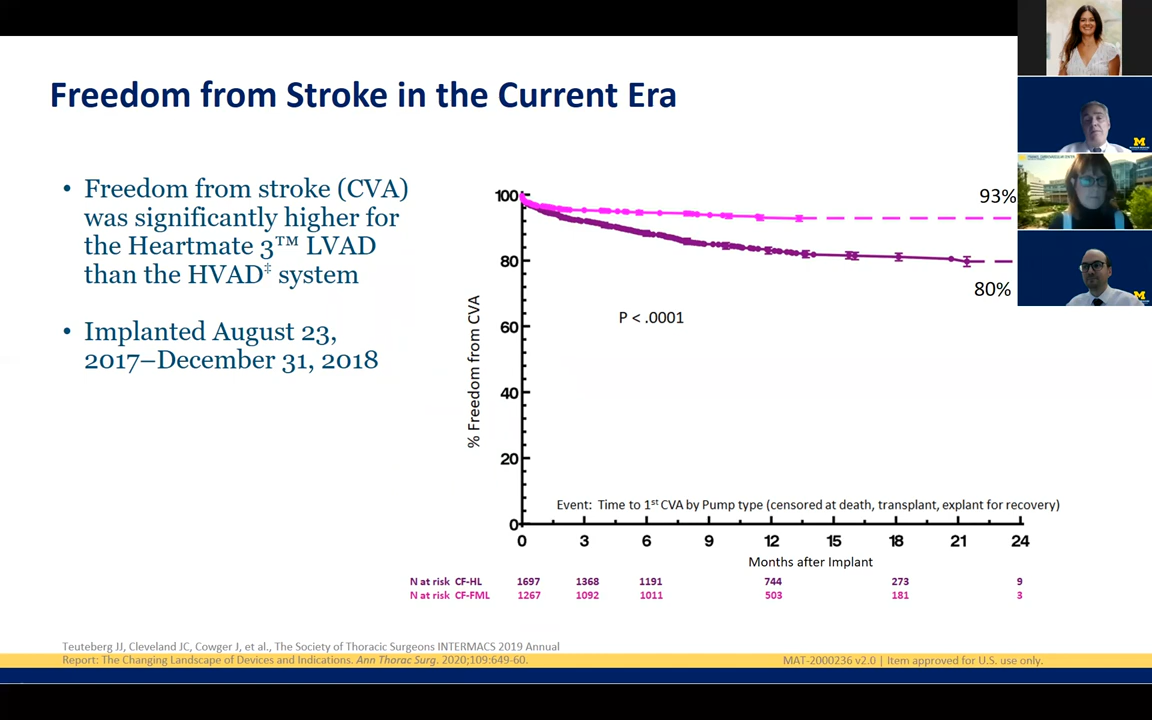 Freedom from Stroke in the Current Era
• Freedom from stroke (CVA)
was significantly higher for
the Heartmate 3™ LVAD
than the HVAD‡ system
• Implanted August 23,
2017–December 31, 2018
93%
80%
P < .0001
% Freedom from CVA
100
80
60
40
20
0
Event: Time to 1st CVA by Pump type (censored at death, transplant, explant for recovery)
0 3 6 9 12 15 18 21 24
Months after Implant
N at risk CF-HL 1697 1368 1191 744 273 9
N at risk CF-FML 1267 1092 1011 503 181 3
Teuteberg JJ, Cleveland JC, Cowger J, et al., The Society of Thoracic Surgeons INTERMACS 2019 Annual
Report: The Changing Landscape of Devices and Indications. Ann Thorac Surg. 2020;109:649-60.
MAT-2000236 v2.0 | Item approved for U.S. use only.
M
M